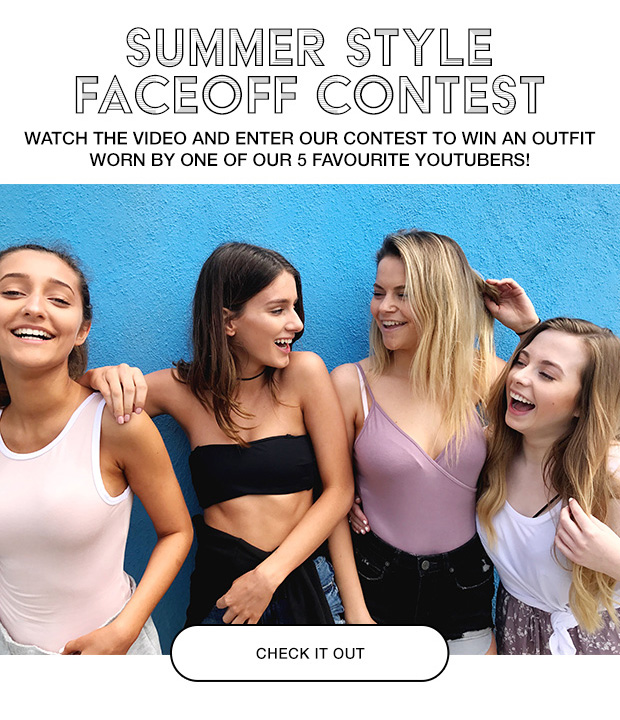 SUMMER STYLE
FACEOFF CONTEST
WATCH THE VIDEO AND ENTER OUR CONTEST TO WIN AN OUTFIT
WORN BY ONE OF OUR 5 FAVOURITE YOUTUBERS!
CHECK IT OUT